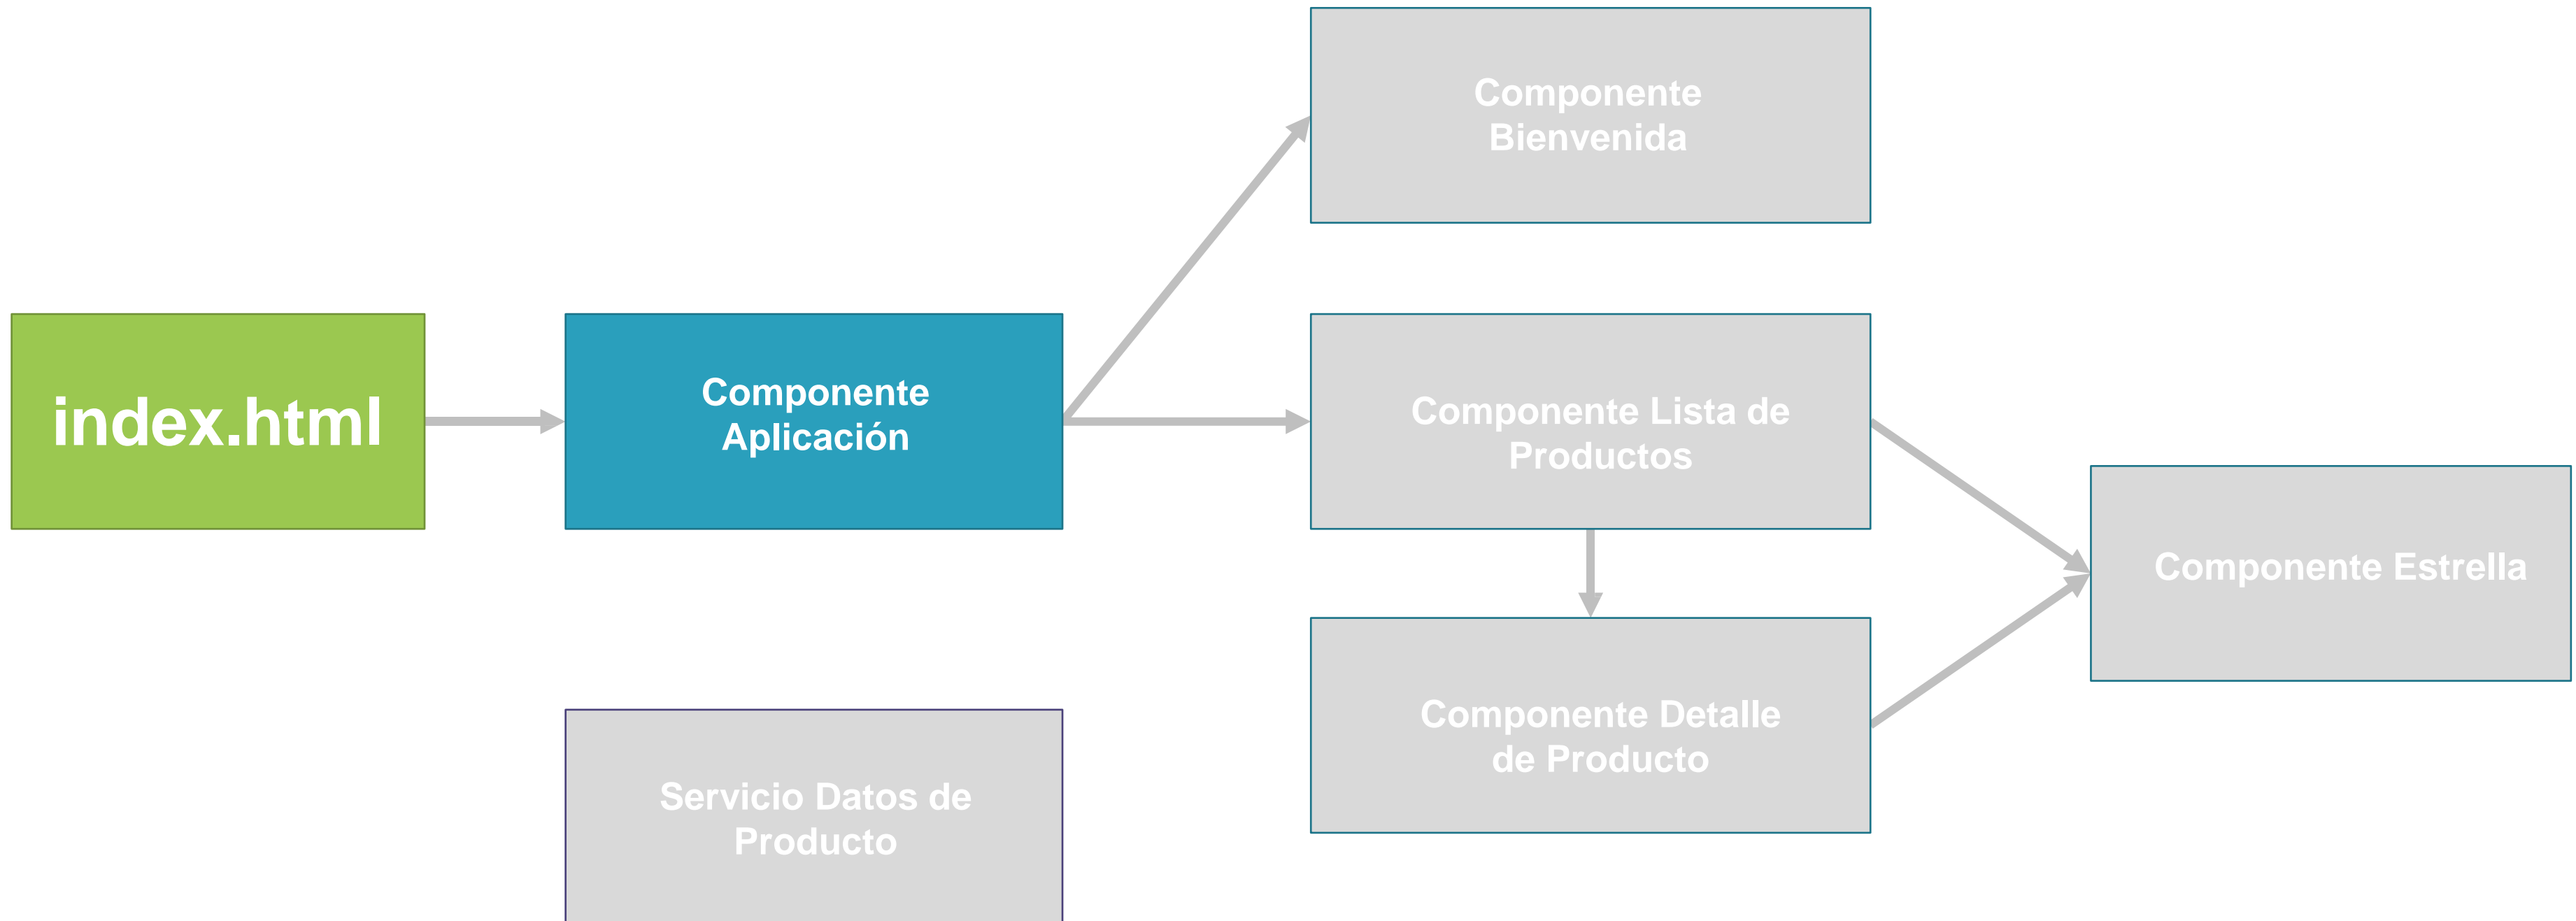 Componente
Bienvenida
index.html
Componente
Aplicación
Componente Lista de
Productos
Componente Estrella
Componente Detalle
de Producto
Servicio Datos de
Producto